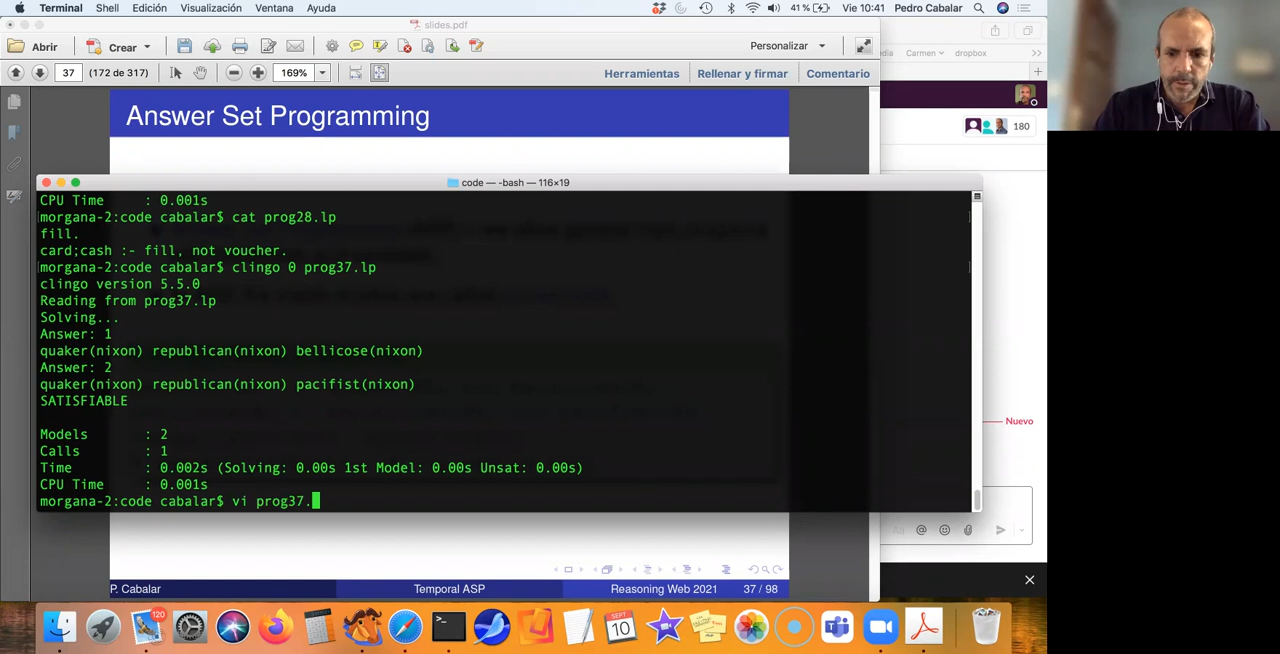 Terminal Shell Edición Visualización Ventana Ayuda
41 % Vie 10:41 Pedro Cabalar
slides.pdf
Abrir Crear Personalizar
37 (172 de 317) 169% Herramientas Rellenar y firmar Comentario
Carmen dropbox
180
Answer Set Programming
code — -bash — 116×19
CPU Time : 0.001s
morgana-2:code cabalar$ cat prog28.lp
fill.
card;cash :- fill, not voucher.
morgana-2:code cabalar$ clingo 0 prog37.lp
clingo version 5.5.0
Reading from prog37.lp
Solving...
Answer: 1
quaker(nixon) republican(nixon) bellicose(nixon)
Answer: 2
quaker(nixon) republican(nixon) pacifist(nixon)
SATISFIABLE
Models : 2
Calls : 1
Time : 0.002s (Solving: 0.00s 1st Model: 0.00s Unsat: 0.00s)
CPU Time : 0.001s
morgana-2:code cabalar$ vi prog37.
Nuevo
Aa @
P. Cabalar Temporal ASP Reasoning Web 2021 37 / 98
120
SEPT
10